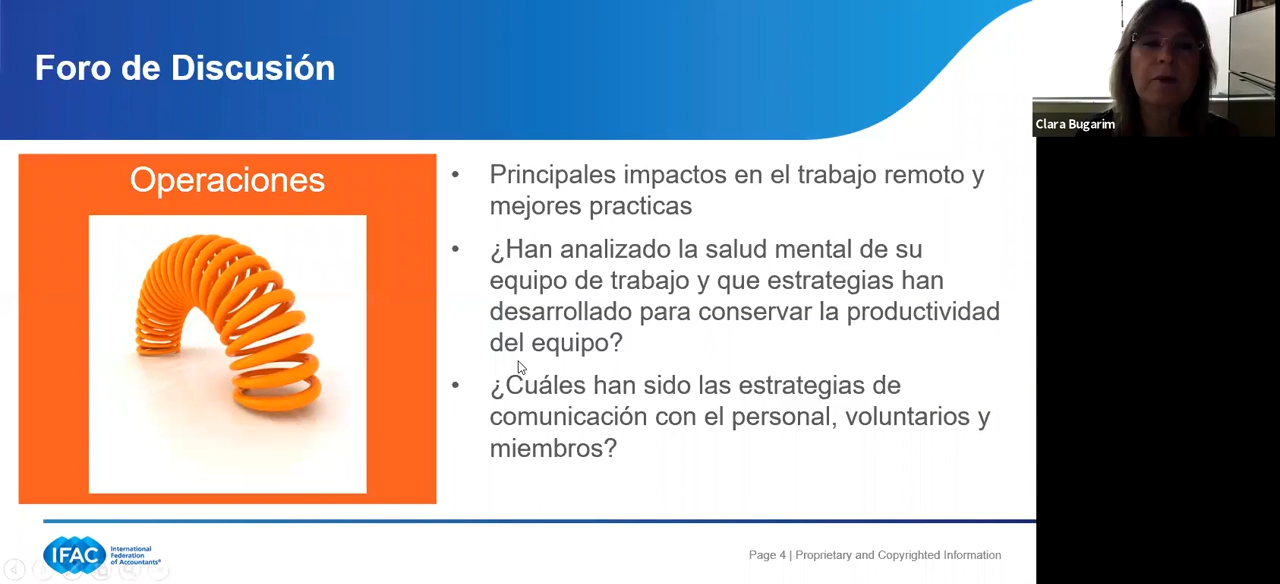 Foro de Discusión
Clara Bugarim
Operaciones
• Principales impactos en el trabajo remoto y
mejores practicas
• ¿Han analizado la salud mental de su
equipo de trabajo y que estrategias han
desarrollado para conservar la productividad
del equipo?
• ¿Cuáles han sido las estrategias de
comunicación con el personal, voluntarios y
miembros?
IFAC
International
Federation
of Accountants®
Page 4 | Proprietary and Copyrighted Information